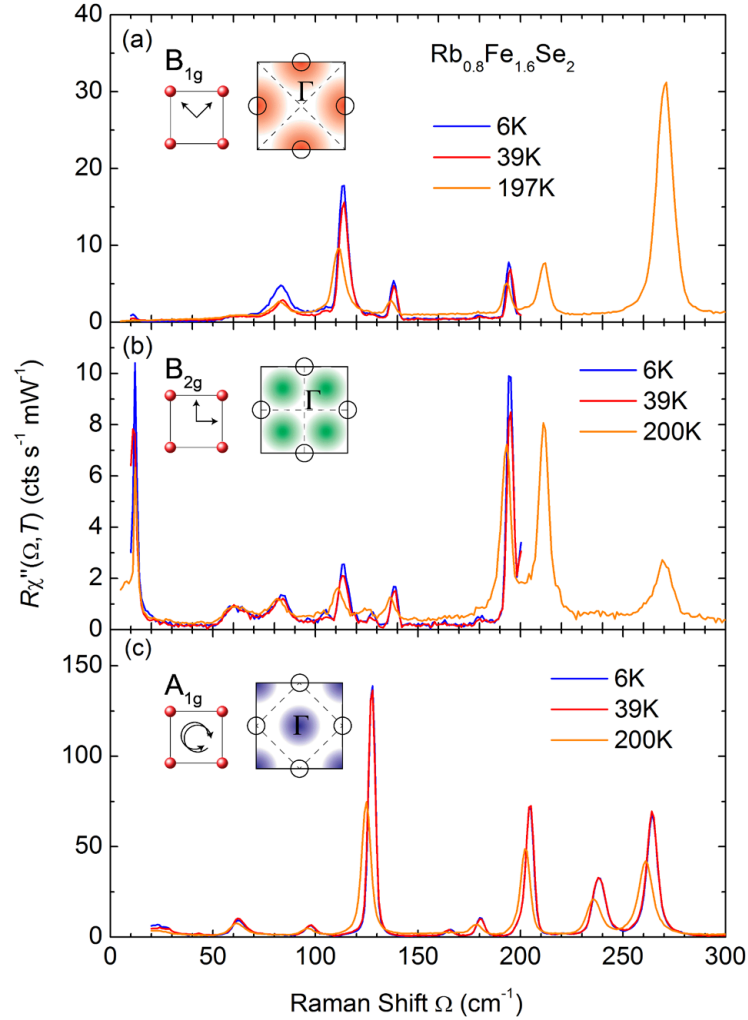 (a)
B1g
Γ
Rb0.8Fe1.6Se2
6K
39K
197K
40
30
20
10
0
(b)
B2g
Γ
6K
39K
200K
10
8
6
4
2
0
(c)
A1g
Γ
6K
39K
200K
150
100
50
0
0 50 100 150 200 250 300
Rχ''(Ω,T) (cts s⁻¹ mW⁻¹)
Raman Shift Ω (cm⁻¹)